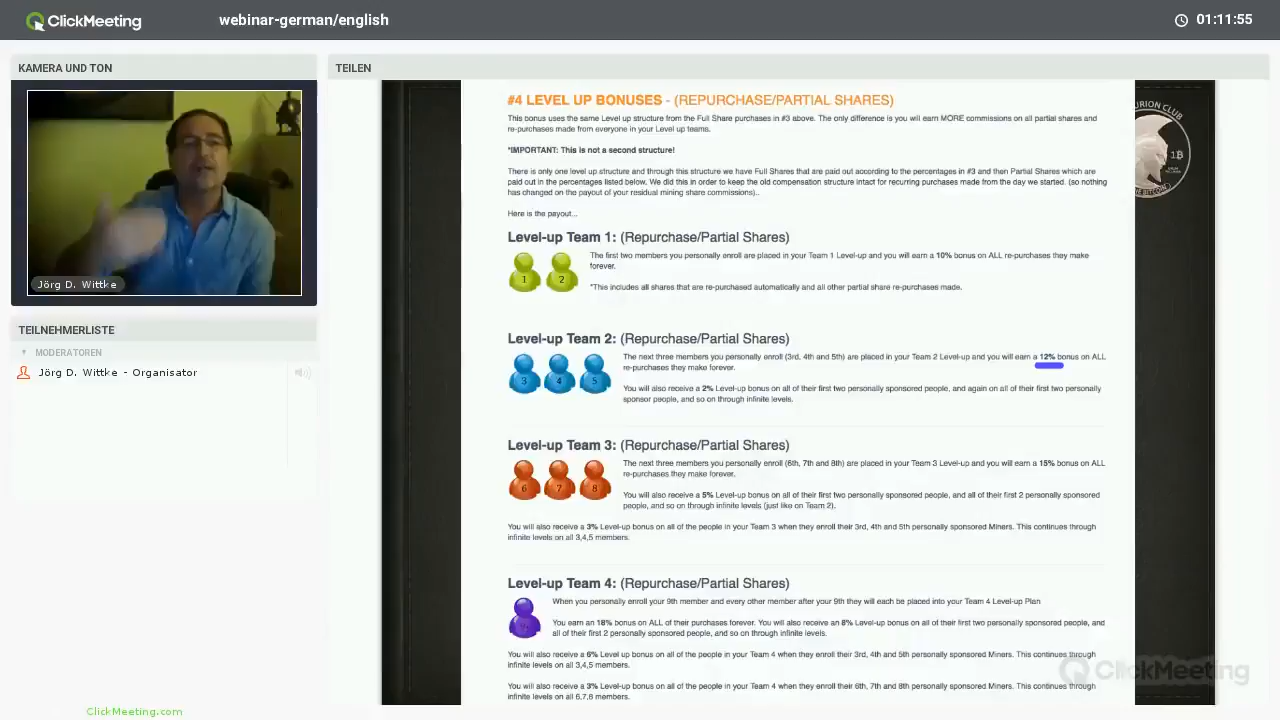 ClickMeeting
webinar-german/english
01:11:55
KAMERA UND TON
TEILEN
Jörg D. Wittke
TEILNEHMERLISTE
MODERATOREN
Jörg D. Wittke - Organisator
#4 LEVEL UP BONUSES - (REPURCHASE/PARTIAL SHARES)
This bonus uses the same Level up structure from the Full Share purchases in #3 above. The only difference is you will earn MORE commissions on all partial shares and
re-purchases made from everyone in your Level up teams.
*IMPORTANT: This is not a second structure!
There is only one level up structure and through this structure we have Full Shares that are paid out according to the percentages in #3 and then Partial Shares which are
paid out in the percentages listed below. We did this in order to keep the old compensation structure intact for recurring purchases made from the day we started. (so nothing
has changed on the payout of your residual mining share commissions)..
Here is the payout...
Level-up Team 1: (Repurchase/Partial Shares)
1 2
The first two members you personally enroll are placed in your Team 1 Level-up and you will earn a 10% bonus on ALL re-purchases they make
forever.
*This includes all shares that are re-purchased automatically and all other partial share re-purchases made.
Level-up Team 2: (Repurchase/Partial Shares)
3 4 5
The next three members you personally enroll (3rd, 4th and 5th) are placed in your Team 2 Level-up and you will earn a 12% bonus on ALL
re-purchases they make forever.
You will also receive a 2% Level-up bonus on all of their first two personally sponsored people, and again on all of their first two personally
sponsor people, and so on through infinite levels.
Level-up Team 3: (Repurchase/Partial Shares)
6 7 8
The next three members you personally enroll (6th, 7th and 8th) are placed in your Team 3 Level-up and you will earn a 15% bonus on ALL
re-purchases they make forever.
You will also receive a 5% Level-up bonus on all of their first two personally sponsored people, and all of their first 2 personally sponsored
people, and so on through infinite levels (just like on Team 2).
You will also receive a 3% Level-up bonus on all of the people in your Team 3 when they enroll their 3rd, 4th and 5th personally sponsored Miners. This continues through
infinite levels on all 3,4,5 members.
Level-up Team 4: (Repurchase/Partial Shares)
When you personally enroll your 9th member and every other member after your 9th they will each be placed into your Team 4 Level-up Plan
You earn an 18% bonus on ALL of their purchases forever. You will also receive an 8% Level-up bonus on all of their first two personally sponsored people, and
all of their first 2 personally sponsored people, and so on through infinite levels.
You will also receive a 6% Level up bonus on all of the people in your Team 4 when they enroll their 3rd, 4th and 5th personally sponsored Miners. This continues through
infinite levels on all 3,4,5 members.
You will also receive a 3% Level-up bonus on all of the people in your Team 4 when they enroll their 6th, 7th and 8th personally sponsored Miners. This continues through
infinite levels on all 6,7,8 members.
ClickMeeting
ClickMeeting.com